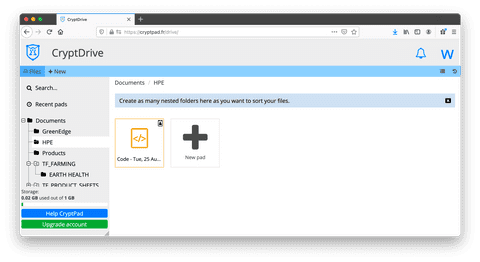 https://cryptpad.fr/drive/
CryptDrive
W
Files
+ New
Search...
Recent pads
Documents
GreenEdge
HPE
Products
TF_FARMING
EARTH HEALTH
TF_PRODUCT_SHEETS
Storage:
0.02 GB used out of 1 GB
Help CryptPad
Upgrade account
Documents / HPE
Create as many nested folders here as you want to sort your files.
Code - Tue, 25 Au...
New pad